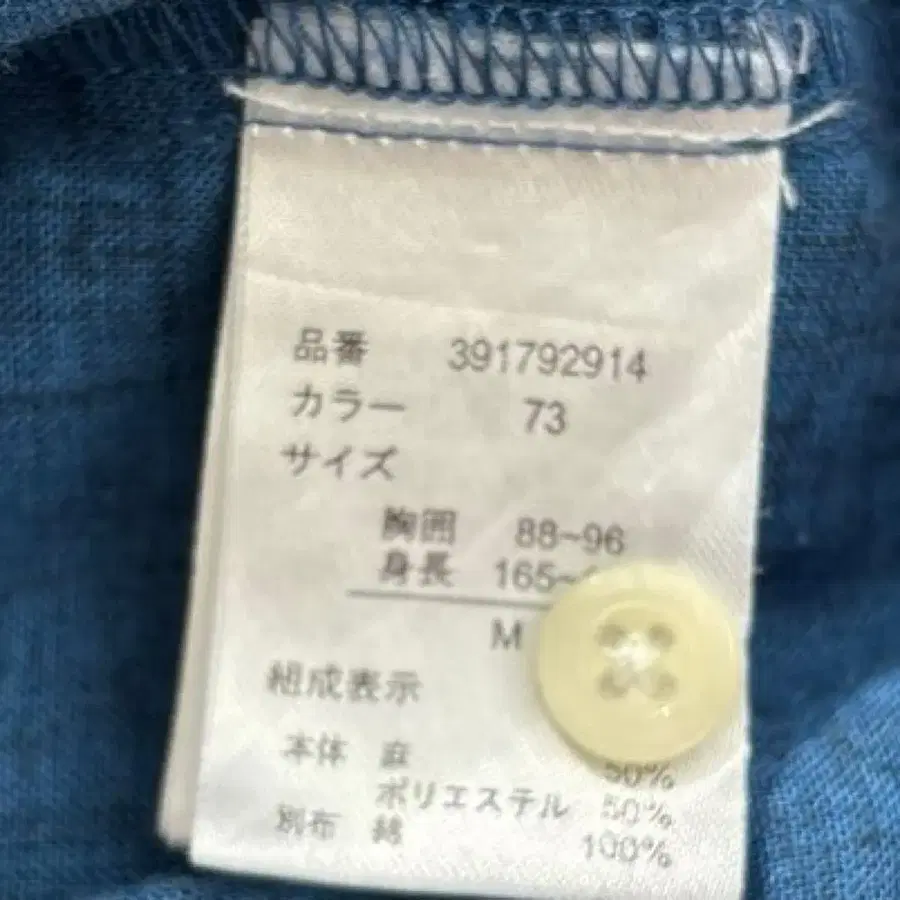 品番 391792914
カラー 73
サイズ
胸囲 88~96
身長 165~
M
組成表示
本体 麻 50%
ポリエステル 50%
別布 綿 100%